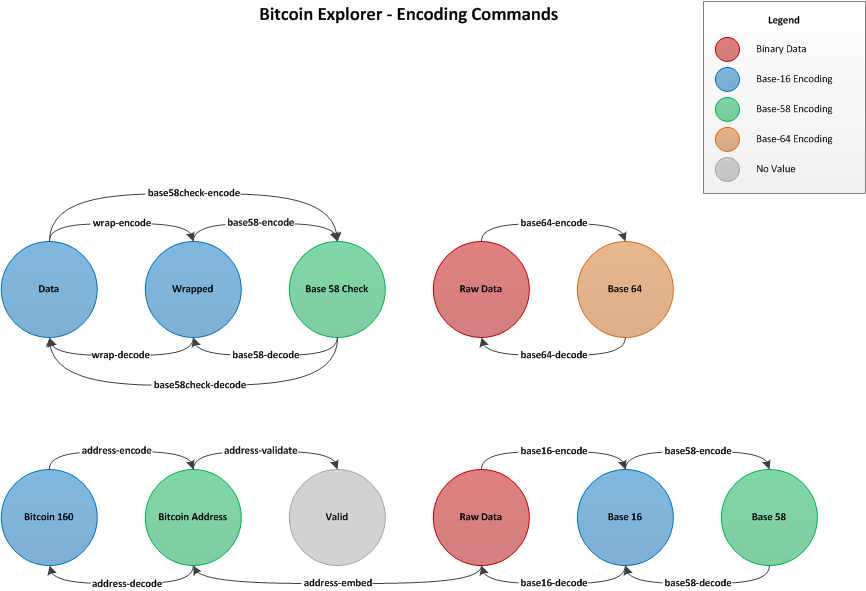 Bitcoin Explorer - Encoding Commands
Legend
Binary Data
Base-16 Encoding
Base-58 Encoding
Base-64 Encoding
No Value
base58check-encode
wrap-encode
base58-encode
base64-encode
Data
Wrapped
Base 58 Check
Raw Data
Base 64
wrap-decode
base58-decode
base64-decode
base58check-decode
address-encode
address-validate
base16-encode
base58-encode
Bitcoin 160
Bitcoin Address
Valid
Raw Data
Base 16
Base 58
address-decode
address-embed
base16-decode
base58-decode